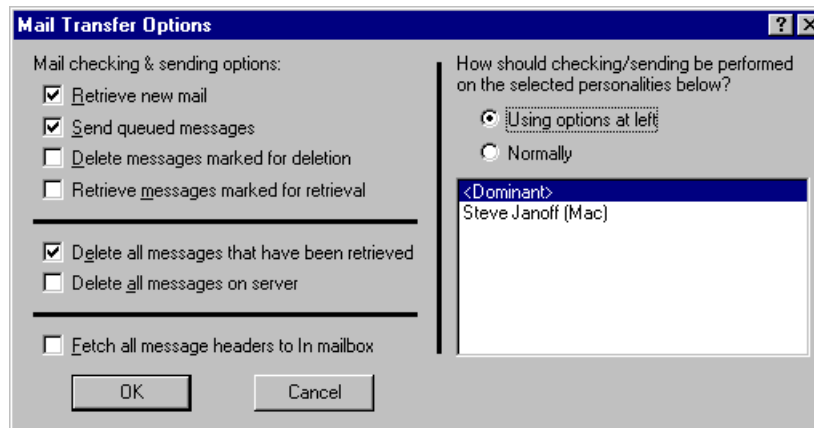 Mail Transfer Options
Mail checking & sending options:
Retrieve new mail
Send queued messages
Delete messages marked for deletion
Retrieve messages marked for retrieval
Delete all messages that have been retrieved
Delete all messages on server
Fetch all message headers to In mailbox
OK
Cancel
How should checking/sending be performed
on the selected personalities below?
Using options at left
Normally
<Dominant>
Steve Janoff (Mac)